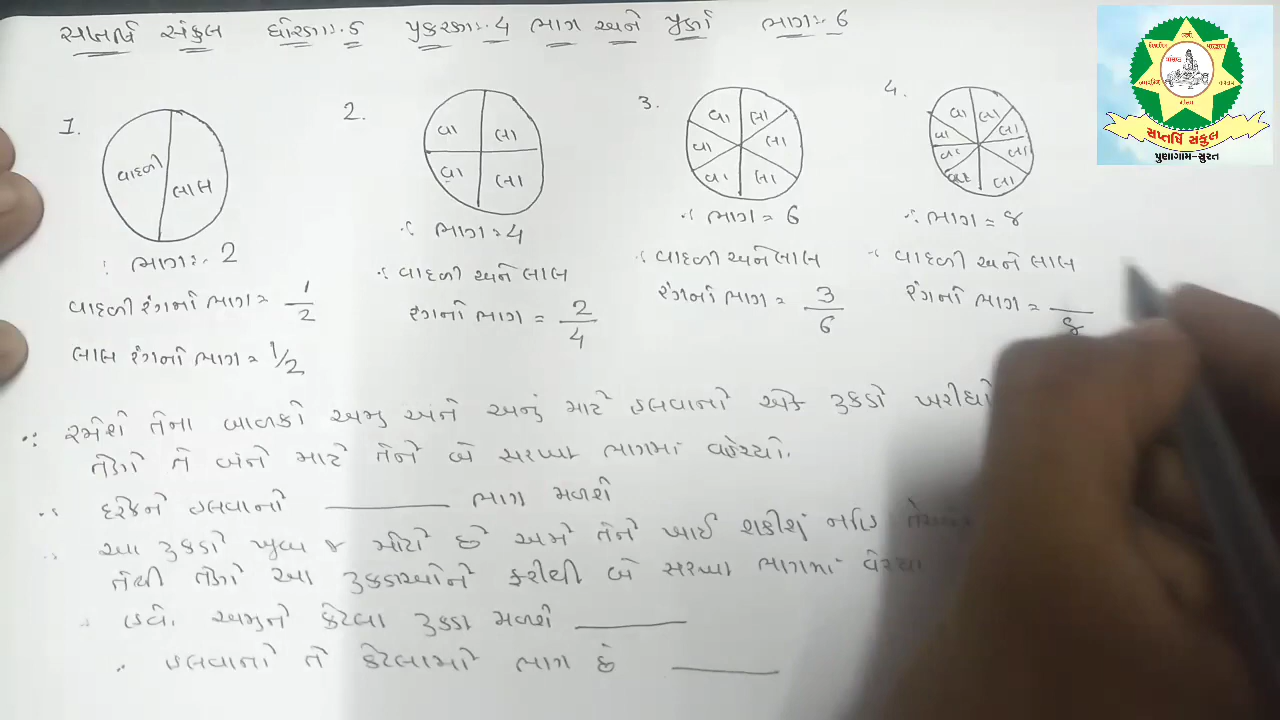 સપ્તર્ષિ સંકુલ ધોરણ:-5 પ્રકરણ:-4 ભાગ અને પૂર્ણ ભાગ:-6
1.
વાદળી
લાલ
ભાગ:- 2
વાદળી રંગનો ભાગ = 1/2
લાલ રંગનો ભાગ = 1/2
2.
વા લા
વા લા
∴ ભાગ = 4
∴ વાદળી અને લાલ
રંગનો ભાગ = 2/4
3.
વા લા
વા લા
વા લા
∴ ભાગ = 6
∴ વાદળી અને લાલ
રંગનો ભાગ = 3/6
4.
વા લા
વા લા
વા લા
લા
∴ ભાગ = ૪
∴ વાદળી અને લાલ
રંગનો ભાગ = /8
∴ રમેશે તેના બાળકો અમુ અને અનુ માટે હલવાનો એક ટુકડો ખરીદ્યો
તેણે તે બંને માટે તેને બે સરખા ભાગમાં વહેંચ્યો.
∴ દરેકને હલવાનો ______ ભાગ મળશે
∴ આ ટુકડો ખુબ જ મોટો છે અમે તેને ખાઈ શકીશું નહિ
તેથી તેણે આ ટુકડાઓને ફરીથી બે સરખા ભાગમાં
હવે. અમુને કેટલા ટુકડા મળશે ______
∴ હલવાનો તે કેટલામો ભાગ છે ______
સપ્તર્ષિ સંકુલ
પુણાગામ-સુરત